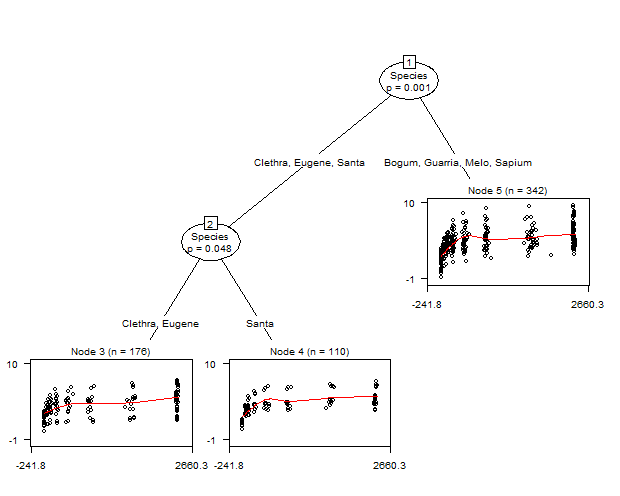 1
Species
p = 0.001
Clethra, Eugene, Santa
Bogum, Guarria, Melo, Sapium
Node 5 (n = 342)
10
-1
-241.8
2660.3
2
Species
p = 0.048
Clethra, Eugene
Santa
Node 3 (n = 176)
10
-1
-241.8
2660.3
Node 4 (n = 110)
10
-1
-241.8
2660.3